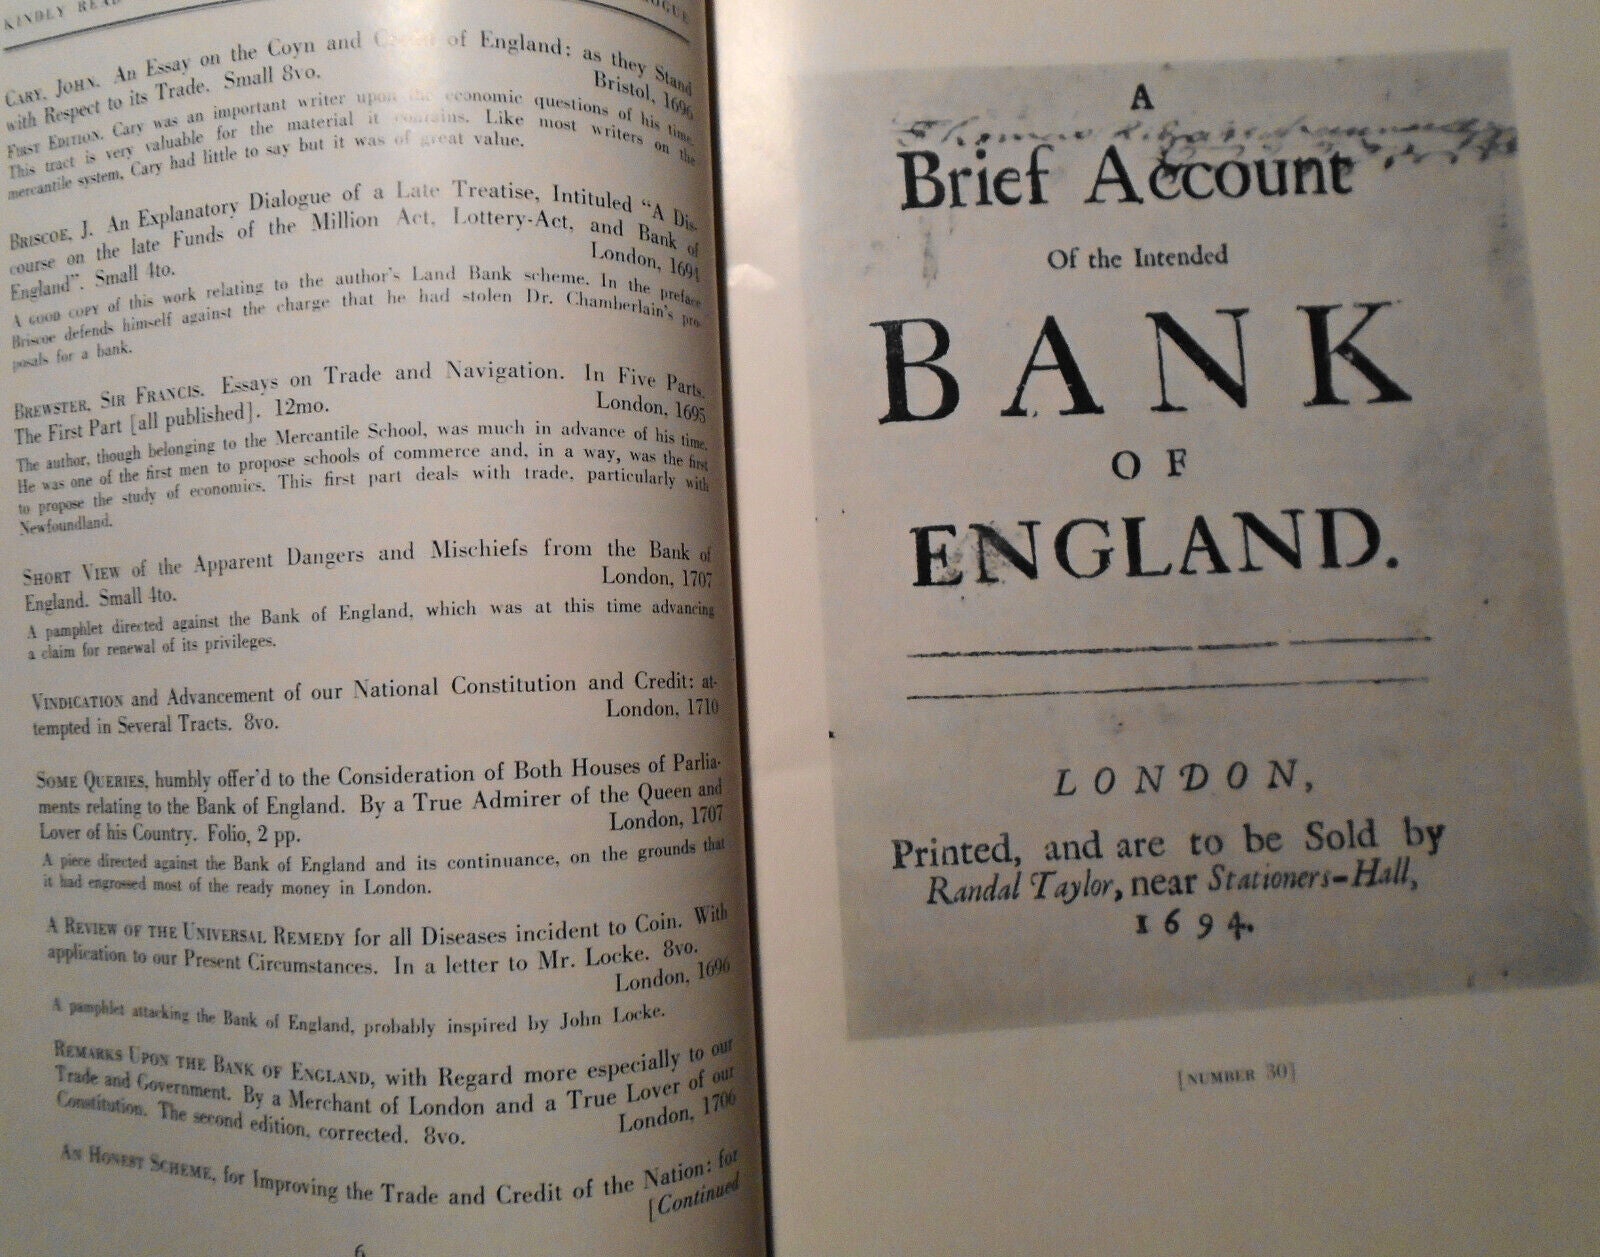 KINDLY READ
OGUE
CARY, JOHN. An Essay on the Coyn and Credit of England: as they Stand
with Respect to its Trade. Small 8vo. Bristol, 1696
FIRST EDITION. Cary was an important writer upon the economic questions of his time.
This tract is very valuable for the material it contains. Like most writers on the
mercantile system, Cary had little to say but it was of great value.
BRISCOE, J. An Explanatory Dialogue of a Late Treatise, Intituled "A Dis-
course on the late Funds of the Million Act, Lottery-Act, and Bank of
England". Small 4to. London, 1694
A GOOD COPY of this work relating to the author's Land Bank scheme. In the preface
Briscoe defends himself against the charge that he had stolen Dr. Chamberlain's pro-
posals for a bank.
BREWSTER, SIR FRANCIS. Essays on Trade and Navigation. In Five Parts.
The First Part [all published]. 12mo. London, 1695
The author, though belonging to the Mercantile School, was much in advance of his time.
He was one of the first men to propose schools of commerce and, in a way, was the first
to propose the study of economics. This first part deals with trade, particularly with
Newfoundland.
SHORT VIEW of the Apparent Dangers and Mischiefs from the Bank of
England. Small 4to. London, 1707
A pamphlet directed against the Bank of England, which was at this time advancing
a claim for renewal of its privileges.
VINDICATION and Advancement of our National Constitution and Credit: at-
tempted in Several Tracts. 8vo. London, 1710
SOME QUERIES, humbly offer'd to the Consideration of Both Houses of Parlia-
ments relating to the Bank of England. By a True Admirer of the Queen and
Lover of his Country. Folio, 2 pp. London, 1707
A piece directed against the Bank of England and its continuance, on the grounds that
it had engrossed most of the ready money in London.
A REVIEW OF THE UNIVERSAL REMEDY for all Diseases incident to Coin. With
application to our Present Circumstances. In a letter to Mr. Locke. 8vo.
London, 1696
A pamphlet attacking the Bank of England, probably inspired by John Locke.
REMARKS UPON THE BANK OF ENGLAND, with Regard more especially to our
Trade and Government. By a Merchant of London and a True Lover of our
Constitution. The second edition, corrected. 8vo. London, 1706
AN HONEST SCHEME, for Improving the Trade and Credit of the Nation: for
[Continued
6
A
Thomas
Brief Account
Of the Intended
BANK
OF
ENGLAND.
LONDON,
Printed, and are to be Sold by
Randal Taylor, near Stationers-Hall,
1694.
[NUMBER 30]